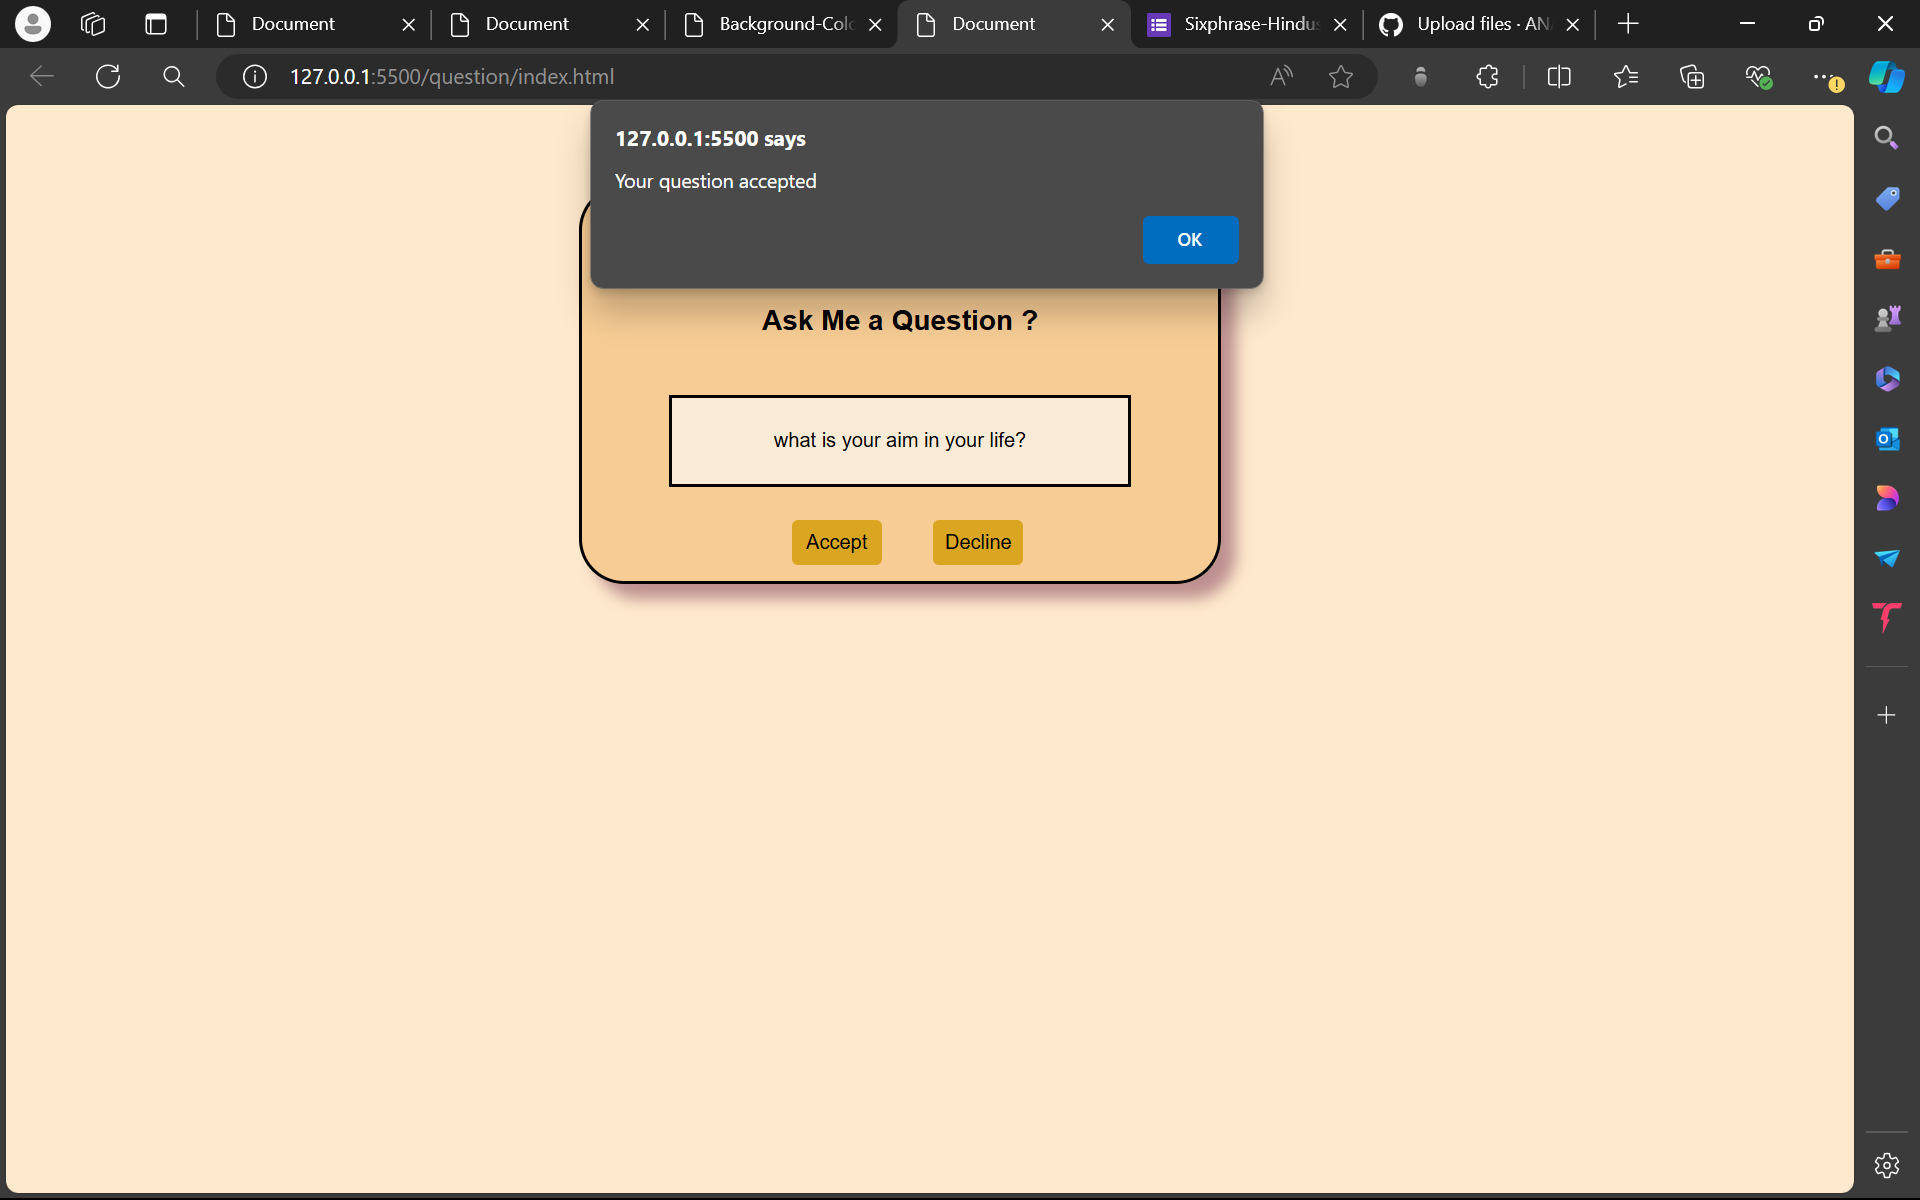 Document
Document
Background-Colo
Document
Sixphrase-Hindus
Upload files · AN
127.0.0.1:5500/question/index.html
127.0.0.1:5500 says
Your question accepted
OK
Ask Me a Question ?
what is your aim in your life?
Accept
Decline